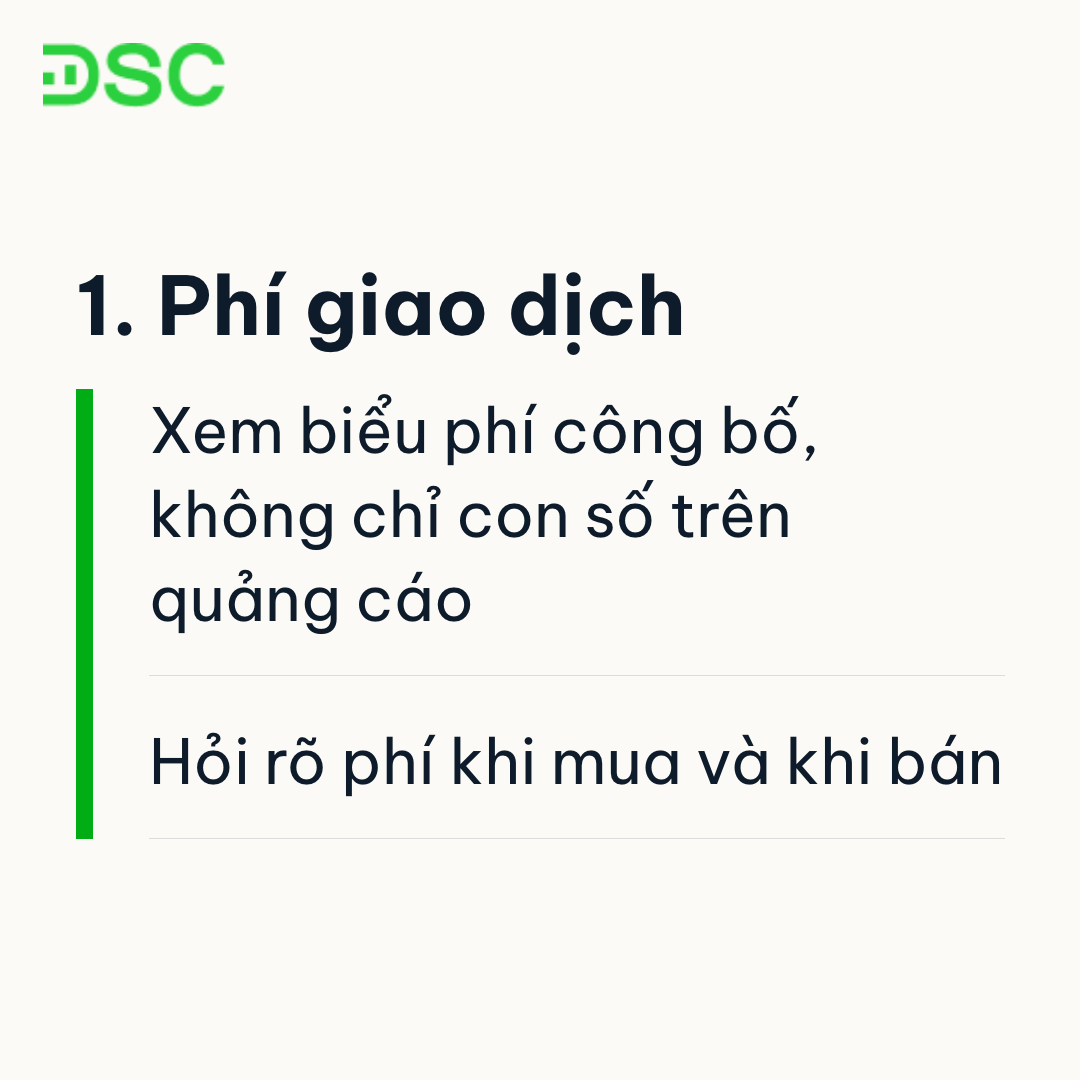 DSC
1. Phí giao dịch
Xem biểu phí công bố,
không chỉ con số trên
quảng cáo
Hỏi rõ phí khi mua và khi bán